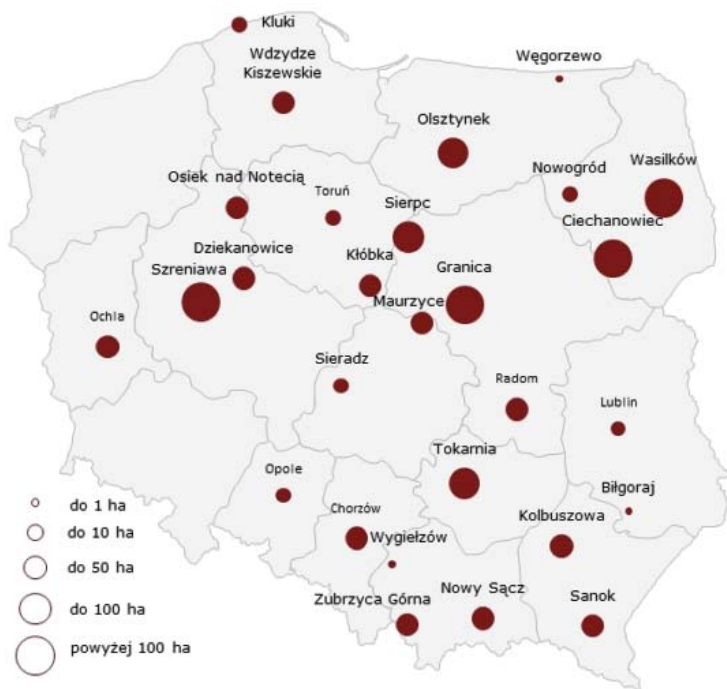 Kluki
Wdzydze
Kiszewskie
Węgorzewo
Olsztynek
Nowogród
Wasilków
Osiek nad Notecią
Toruń
Sierpc
Ciechanowiec
Dziekanowice
Kłóbka
Szreniawa
Granica
Maurzyce
Ochla
Sieradz
Radom
Lublin
Tokarnia
Opole
Biłgoraj
Chorzów
Kolbuszowa
Wygiełzów
Zubrzyca Górna
Nowy Sącz
Sanok
do 1 ha
do 10 ha
do 50 ha
do 100 ha
powyżej 100 ha